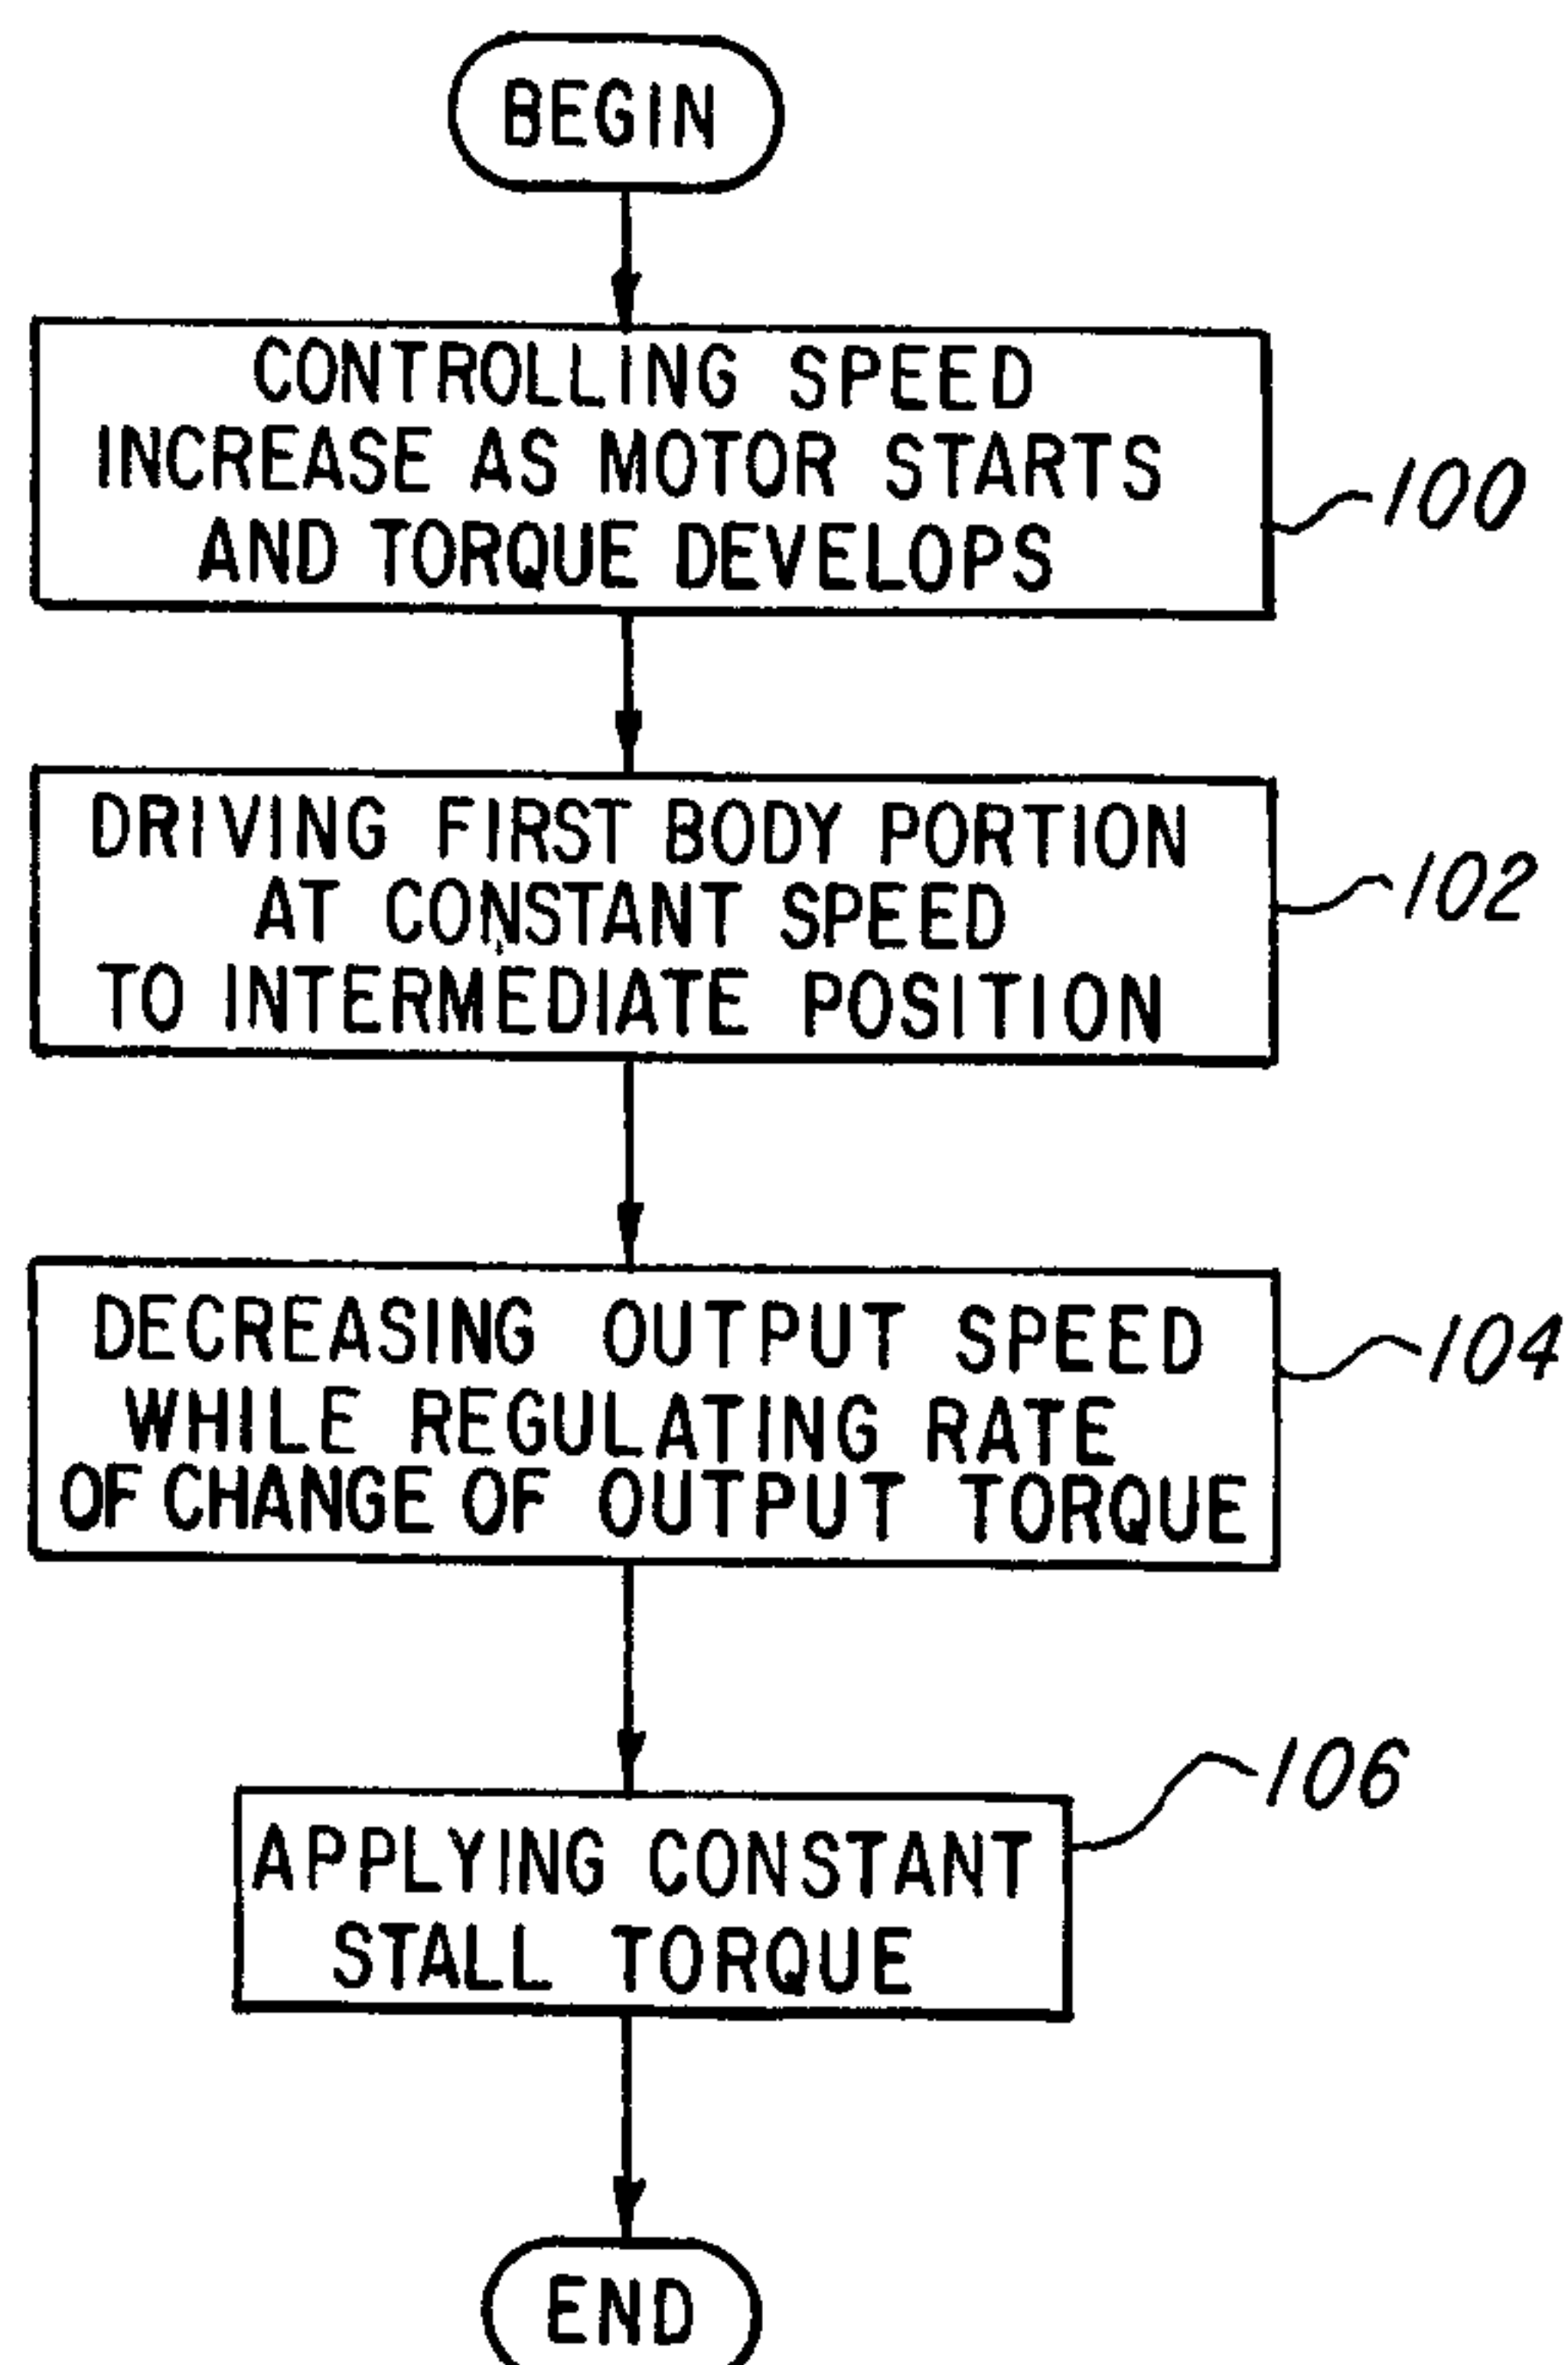 BEGIN
CONTROLLING SPEED
INCREASE AS MOTOR STARTS
AND TORQUE DEVELOPS
100
DRIVING FIRST BODY PORTION
AT CONSTANT SPEED
TO INTERMEDIATE POSITION
102
DECREASING OUTPUT SPEED
WHILE REGULATING RATE
OF CHANGE OF OUTPUT TORQUE
104
APPLYING CONSTANT
STALL TORQUE
106
END